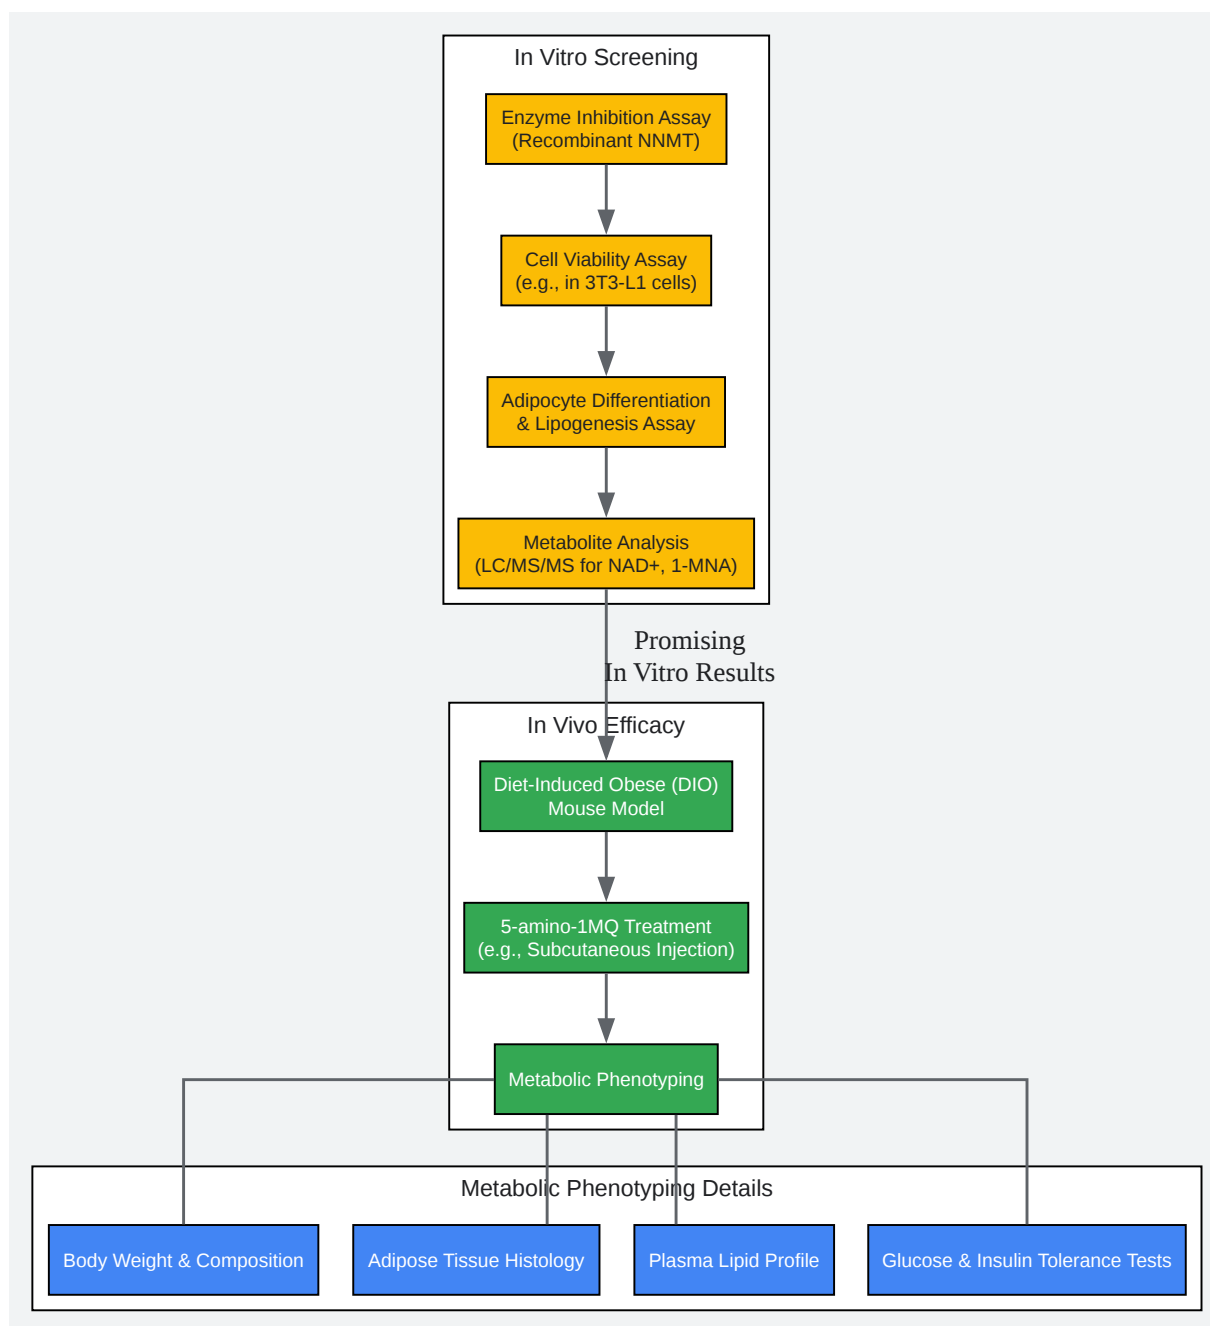 In Vitro Screening
Enzyme Inhibition Assay
(Recombinant NNMT)
Cell Viability Assay
(e.g., in 3T3-L1 cells)
Adipocyte Differentiation
& Lipogenesis Assay
Metabolite Analysis
(LC/MS/MS for NAD+, 1-MNA)
Promising
In Vitro Results
In Vivo Efficacy
Diet-Induced Obese (DIO)
Mouse Model
5-amino-1MQ Treatment
(e.g., Subcutaneous Injection)
Metabolic Phenotyping
Metabolic Phenotyping Details
Body Weight & Composition
Adipose Tissue Histology
Plasma Lipid Profile
Glucose & Insulin Tolerance Tests